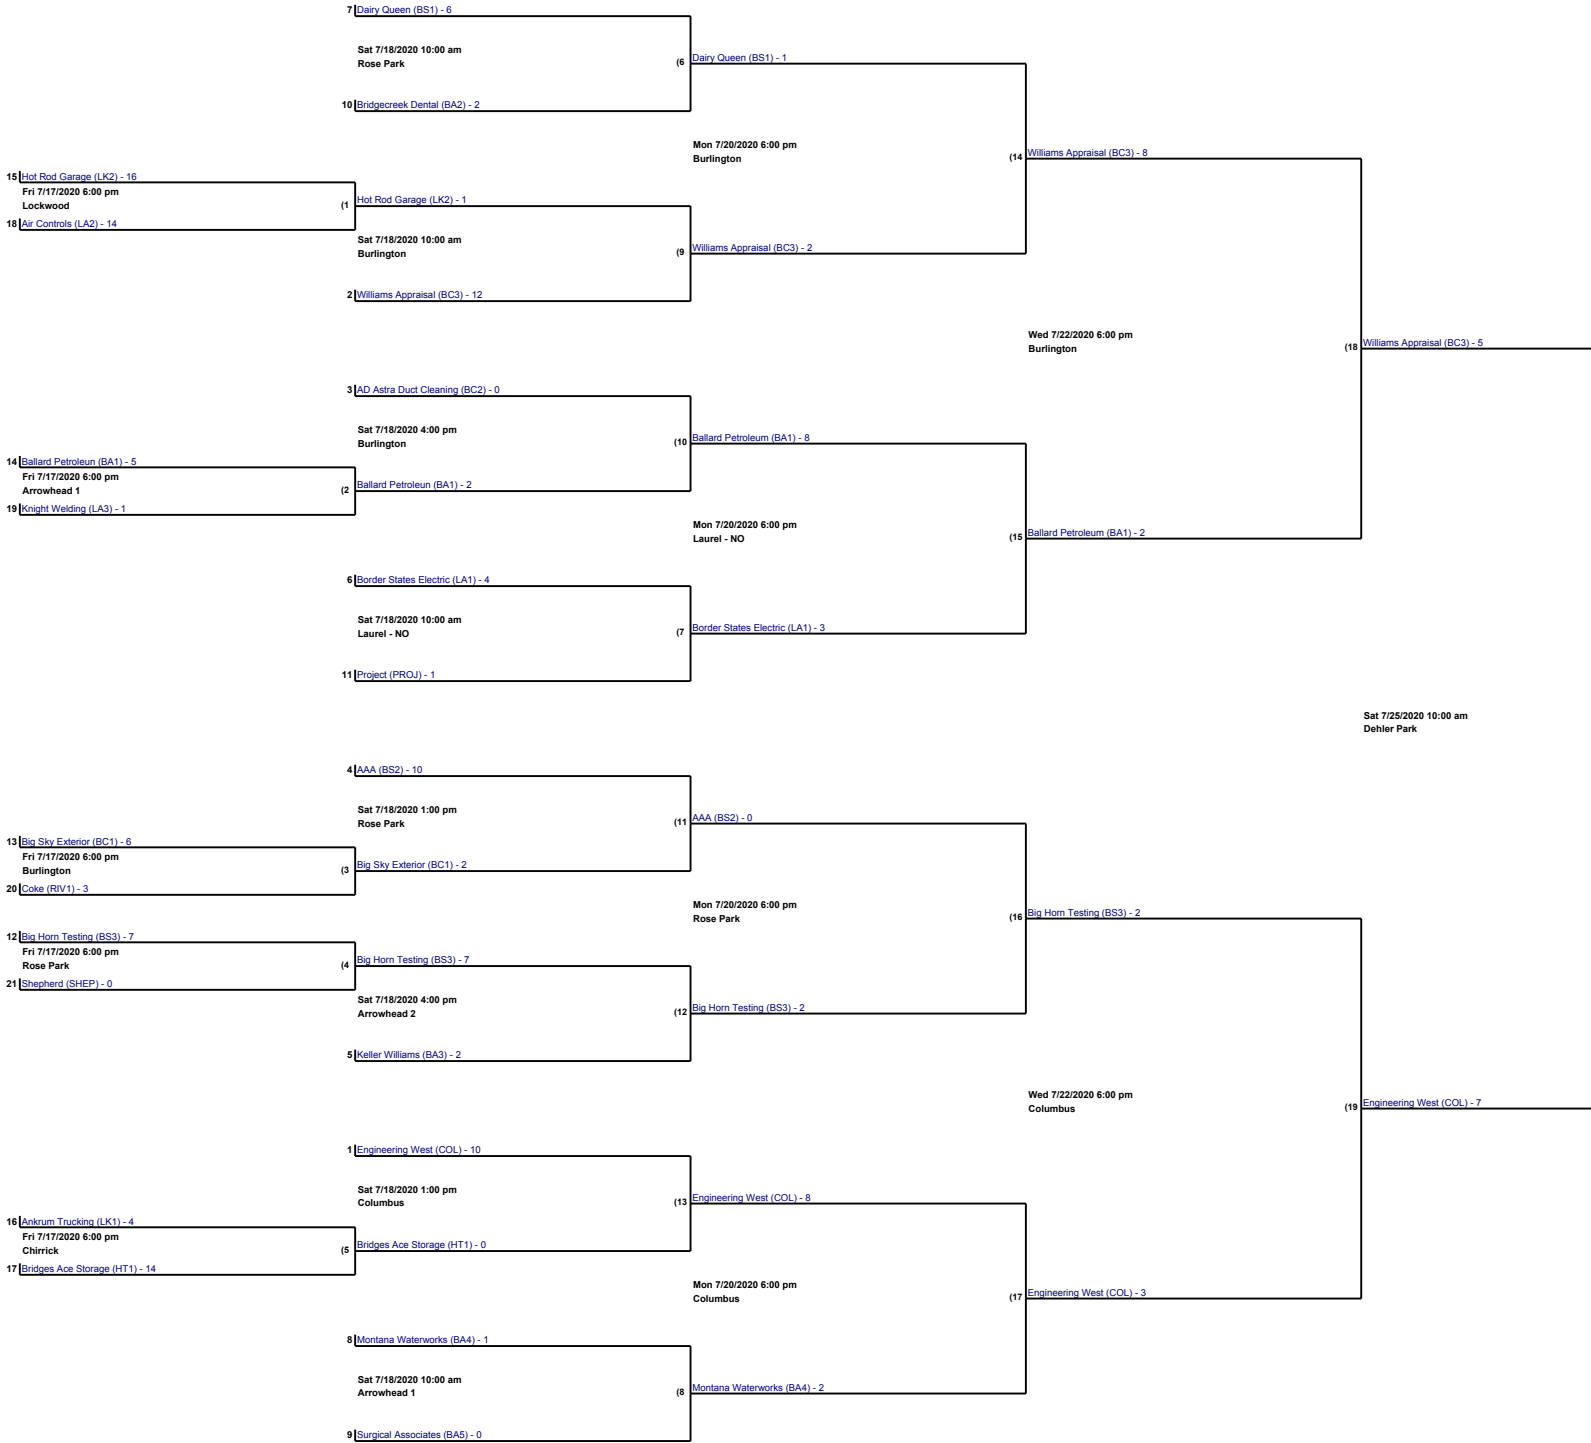 7 Dairy Queen (BS1) - 6
Sat 7/18/2020 10:00 am
Rose Park
(6 Dairy Queen (BS1) - 1
10 Bridgecreek Dental (BA2) - 2
Mon 7/20/2020 6:00 pm
Burlington
(14 Williams Appraisal (BC3) - 8
15 Hot Rod Garage (LK2) - 16
Fri 7/17/2020 6:00 pm
Lockwood
(1 Hot Rod Garage (LK2) - 1
18 Air Controls (LA2) - 14
Sat 7/18/2020 10:00 am
Burlington
(9 Williams Appraisal (BC3) - 2
2 Williams Appraisal (BC3) - 12
Wed 7/22/2020 6:00 pm
Burlington
(18 Williams Appraisal (BC3) - 5
3 AD Astra Duct Cleaning (BC2) - 0
Sat 7/18/2020 4:00 pm
Burlington
(10 Ballard Petroleum (BA1) - 8
14 Ballard Petroleun (BA1) - 5
Fri 7/17/2020 6:00 pm
Arrowhead 1
(2 Ballard Petroleun (BA1) - 2
19 Knight Welding (LA3) - 1
Mon 7/20/2020 6:00 pm
Laurel - NO
(15 Ballard Petroleum (BA1) - 2
6 Border States Electric (LA1) - 4
Sat 7/18/2020 10:00 am
Laurel - NO
(7 Border States Electric (LA1) - 3
11 Project (PROJ) - 1
Sat 7/25/2020 10:00 am
Dehler Park
4 AAA (BS2) - 10
Sat 7/18/2020 1:00 pm
Rose Park
(11 AAA (BS2) - 0
13 Big Sky Exterior (BC1) - 6
Fri 7/17/2020 6:00 pm
Burlington
(3 Big Sky Exterior (BC1) - 2
20 Coke (RIV1) - 3
Mon 7/20/2020 6:00 pm
Rose Park
(16 Big Horn Testing (BS3) - 2
12 Big Horn Testing (BS3) - 7
Fri 7/17/2020 6:00 pm
Rose Park
(4 Big Horn Testing (BS3) - 7
21 Shepherd (SHEP) - 0
Sat 7/18/2020 4:00 pm
Arrowhead 2
(12 Big Horn Testing (BS3) - 2
5 Keller Williams (BA3) - 2
Wed 7/22/2020 6:00 pm
Columbus
(19 Engineering West (COL) - 7
1 Engineering West (COL) - 10
Sat 7/18/2020 1:00 pm
Columbus
(13 Engineering West (COL) - 8
16 Ankrum Trucking (LK1) - 4
Fri 7/17/2020 6:00 pm
Chirrick
(5 Bridges Ace Storage (HT1) - 0
17 Bridges Ace Storage (HT1) - 14
Mon 7/20/2020 6:00 pm
Columbus
(17 Engineering West (COL) - 3
8 Montana Waterworks (BA4) - 1
Sat 7/18/2020 10:00 am
Arrowhead 1
(8 Montana Waterworks (BA4) - 2
9 Surgical Associates (BA5) - 0